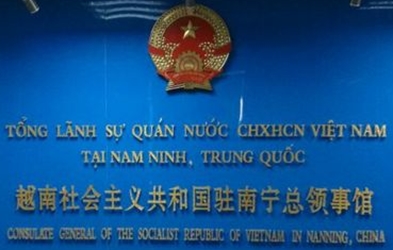 TỔNG LÃNH SỰ QUÁN NƯỚC CHXHCN VIỆT NAM
TẠI NAM NINH, TRUNG QUỐC
越南社会主义共和国驻南宁总领事馆
CONSULATE GENERAL OF THE SOCIALIST REPUBLIC OF VIETNAM IN NANNING, CHINA